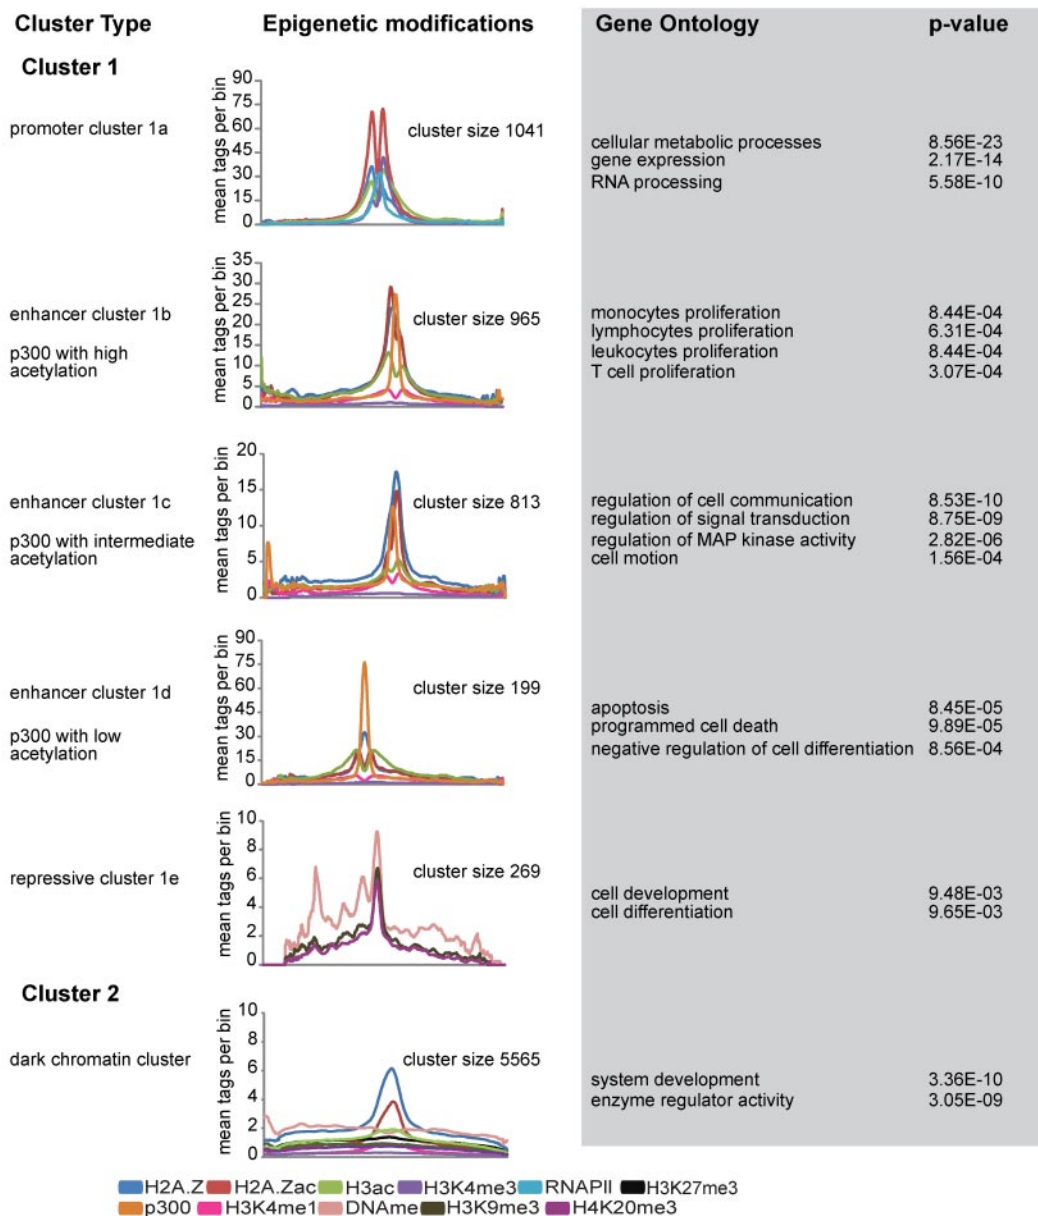 Cluster Type Epigenetic modifications Gene Ontology p-value
Cluster 1
promoter cluster 1a
mean tags per bin
90
75
60
45
30
15
0
cluster size 1041
cellular metabolic processes 8.56E-23
gene expression 2.17E-14
RNA processing 5.58E-10
enhancer cluster 1b
p300 with high
acetylation
mean tags per bin
35
30
25
20
15
10
5
0
cluster size 965
monocytes proliferation 8.44E-04
lymphocytes proliferation 6.31E-04
leukocytes proliferation 8.44E-04
T cell proliferation 3.07E-04
enhancer cluster 1c
p300 with intermediate
acetylation
mean tags per bin
20
15
10
5
0
cluster size 813
regulation of cell communication 8.53E-10
regulation of signal transduction 8.75E-09
regulation of MAP kinase activity 2.82E-06
cell motion 1.56E-04
enhancer cluster 1d
p300 with low
acetylation
mean tags per bin
90
75
60
45
30
15
0
cluster size 199
apoptosis 8.45E-05
programmed cell death 9.89E-05
negative regulation of cell differentiation 8.56E-04
repressive cluster 1e
mean tags per bin
10
8
6
4
2
0
cluster size 269
cell development 9.48E-03
cell differentiation 9.65E-03
Cluster 2
dark chromatin cluster
mean tags per bin
10
8
6
4
2
0
cluster size 5565
system development 3.36E-10
enzyme regulator activity 3.05E-09
H2A.Z H2A.Zac H3ac H3K4me3 RNAPII H3K27me3
p300 H3K4me1 DNAme H3K9me3 H4K20me3